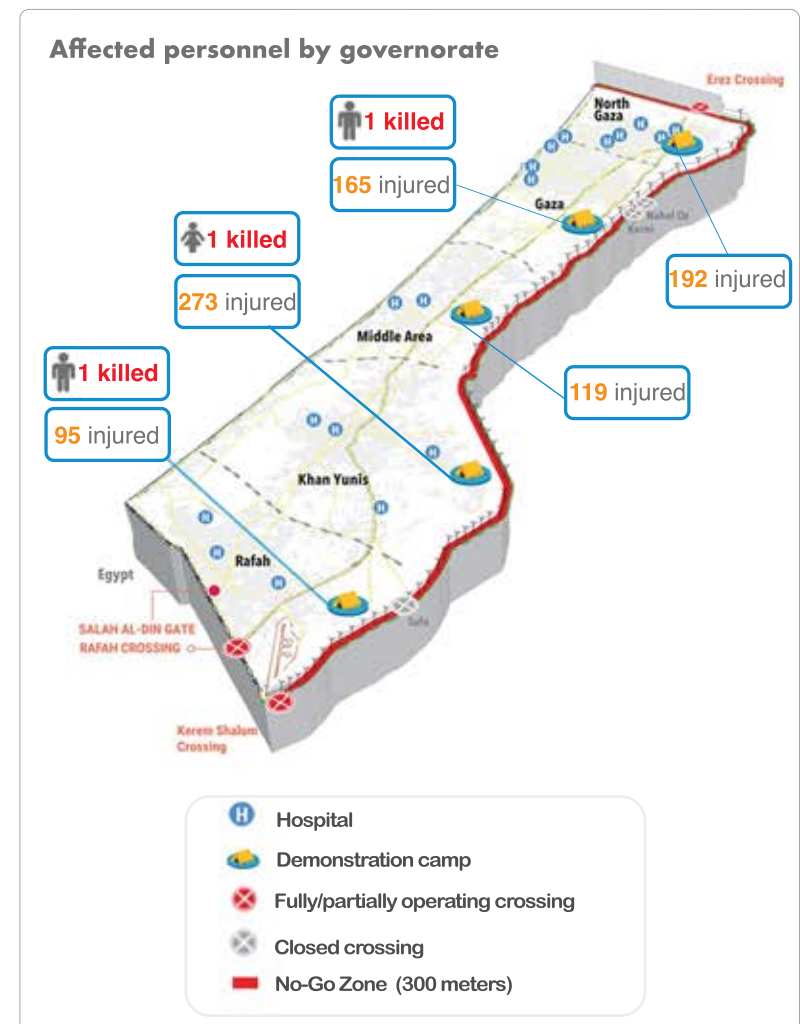 Affected personnel by governorate
Erez Crossing
North
Gaza
1 killed
165 injured
Gaza
Nahal Oz
Karni
1 killed
273 injured
192 injured
Middle Area
1 killed
95 injured
119 injured
Khan Yunis
Rafah
Egypt
SALAH AL-DIN GATE
RAFAH CROSSING
Sufa
Kerem Shalom
Crossing
H Hospital
Demonstration camp
Fully/partially operating crossing
Closed crossing
No-Go Zone (300 meters)